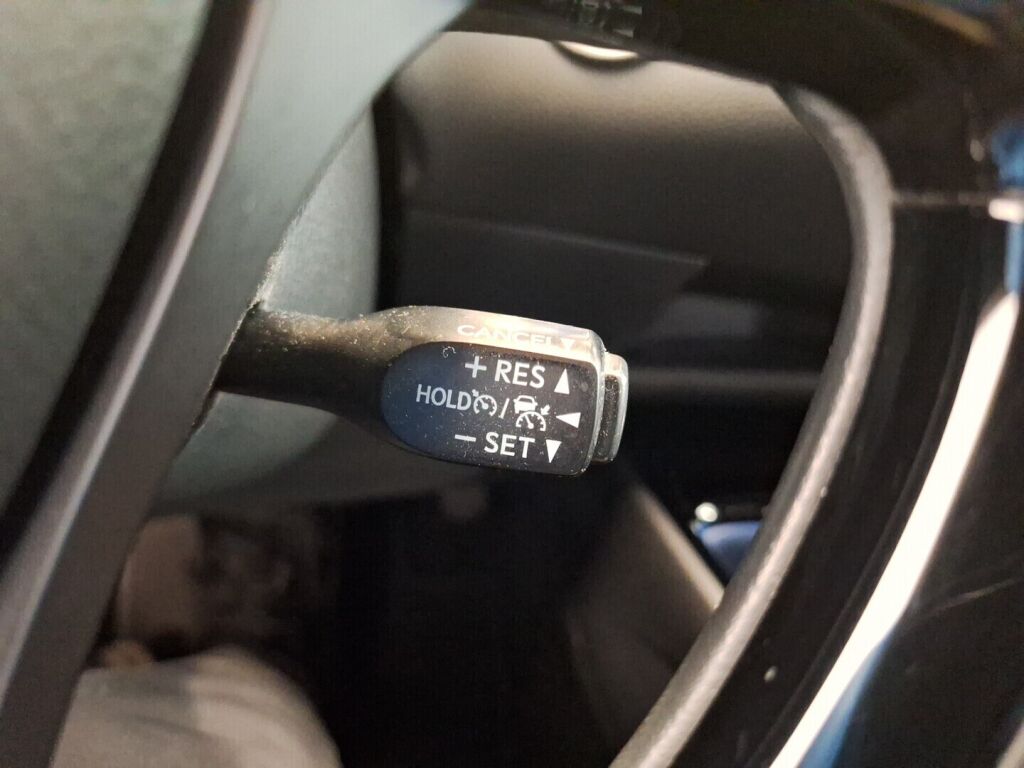 CANCEL ▼
+ RES ▲
HOLD / ◄
− SET ▼